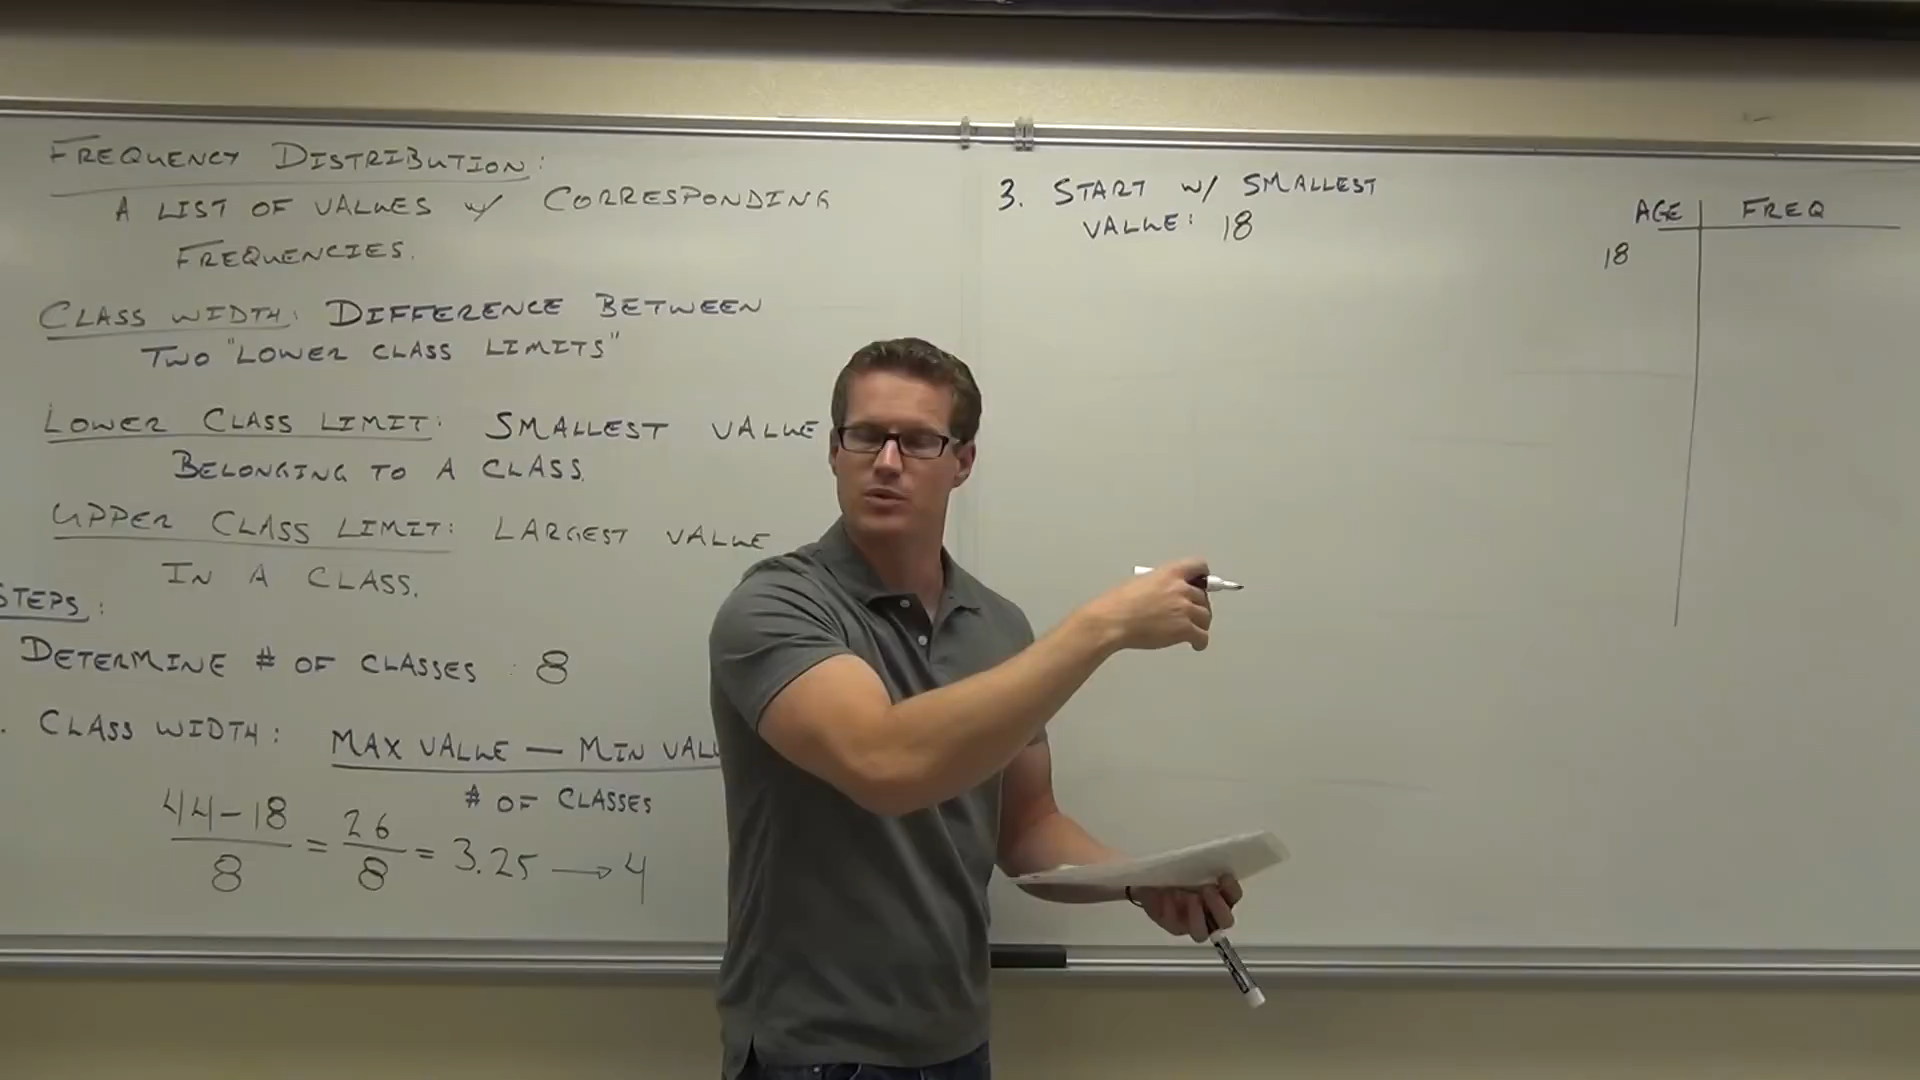 FREQUENCY DISTRIBUTION:
A LIST OF VALUES w/ CORRESPONDING
FREQUENCIES.
CLASS WIDTH: DIFFERENCE BETWEEN
TWO "LOWER CLASS LIMITS"
LOWER CLASS LIMIT: SMALLEST VALUE
BELONGING TO A CLASS.
UPPER CLASS LIMIT: LARGEST VALUE
IN A CLASS.
STEPS:
DETERMINE # OF CLASSES : 8
. CLASS WIDTH: MAX VALUE — MIN VALU
# OF CLASSES
44-18 / 8 = 26 / 8 = 3.25 → 4
3. START w/ SMALLEST
VALUE: 18
AGE FREQ
18